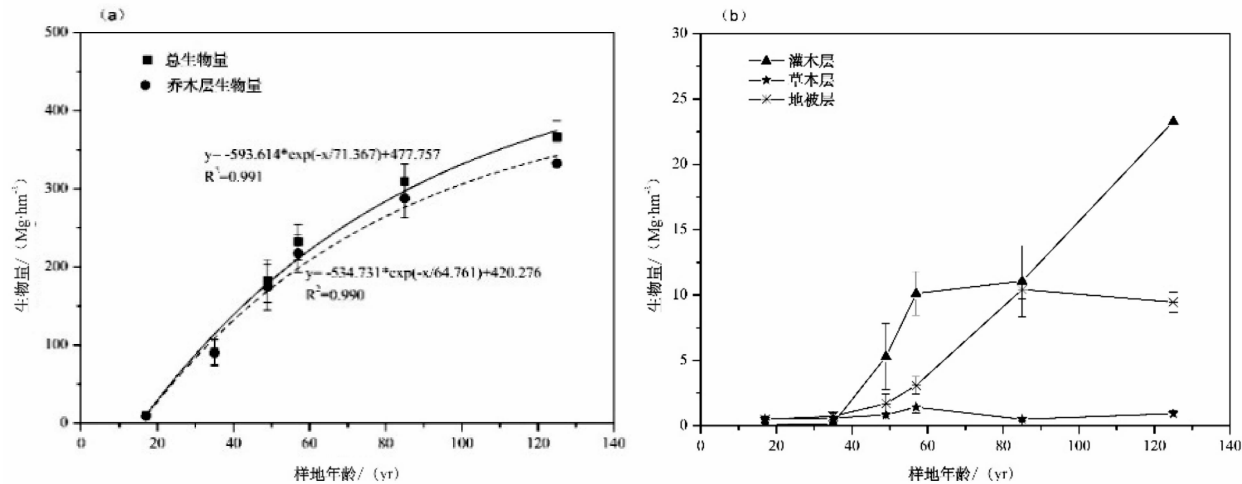 (a)
500
400
300
200
100
0
生物量/（Mg·hm⁻²）
总生物量
乔木层生物量
y= -593.614*exp(-x/71.367)+477.757
R²=0.991
y= -534.731*exp(-x/64.761)+420.276
R²=0.990
0 20 40 60 80 100 120 140
样地年龄/（yr）
(b)
30
25
20
15
10
5
0
生物量/（Mg·hm⁻²）
灌木层
草本层
地被层
0 20 40 60 80 100 120 140
样地年龄/（yr）